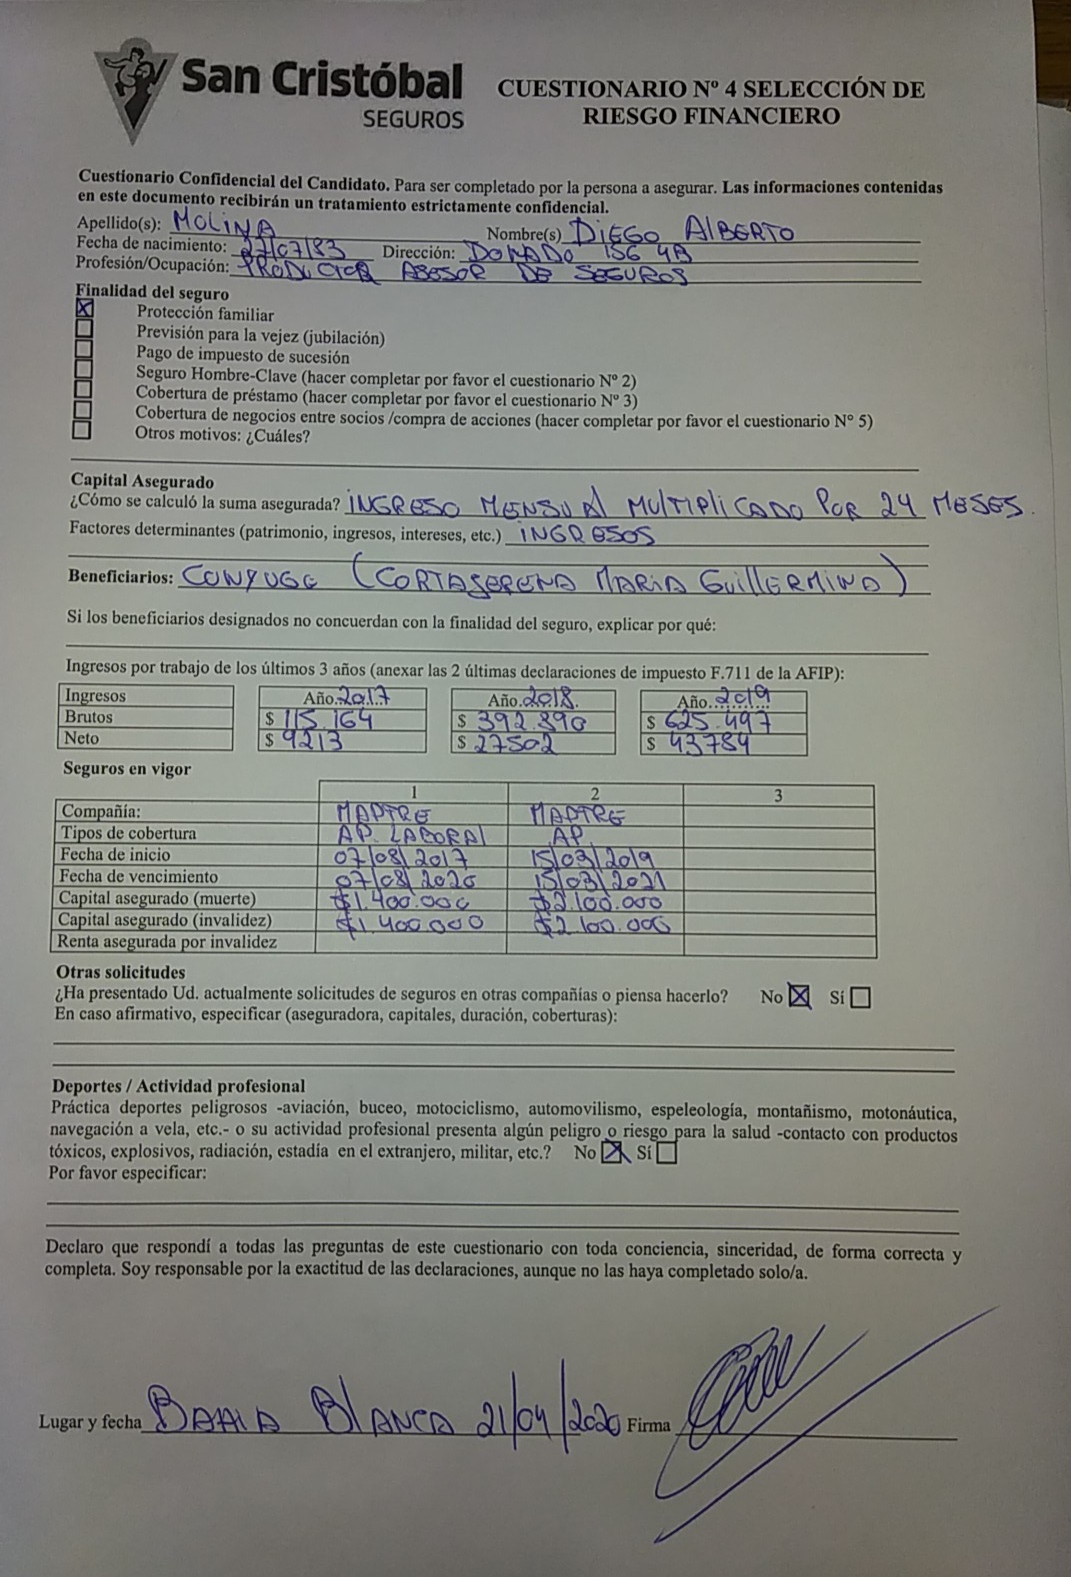 San Cristóbal
SEGUROS
CUESTIONARIO Nº 4 SELECCIÓN DE
RIESGO FINANCIERO
Cuestionario Confidencial del Candidato. Para ser completado por la persona a asegurar. Las informaciones contenidas
en este documento recibirán un tratamiento estrictamente confidencial.
Apellido(s): MOLINA Nombre(s) DIEGO ALBERTO
Fecha de nacimiento: 27/07/83 Dirección: DONADO 156 4B
Profesión/Ocupación: PRODUCTOR ASESOR DE SEGUROS
Finalidad del seguro
X Protección familiar
Previsión para la vejez (jubilación)
Pago de impuesto de sucesión
Seguro Hombre-Clave (hacer completar por favor el cuestionario Nº 2)
Cobertura de préstamo (hacer completar por favor el cuestionario Nº 3)
Cobertura de negocios entre socios /compra de acciones (hacer completar por favor el cuestionario N° 5)
Otros motivos: ¿Cuáles?
Capital Asegurado
¿Cómo se calculó la suma asegurada? INGRESO MENSUAL MULTIPLICADO POR 24 MESES.
Factores determinantes (patrimonio, ingresos, intereses, etc.) INGRESOS
Beneficiarios: CONYUGE (CORTASERENA MARIA GUILLERMINA)
Si los beneficiarios designados no concuerdan con la finalidad del seguro, explicar por qué:
Ingresos por trabajo de los últimos 3 años (anexar las 2 últimas declaraciones de impuesto F.711 de la AFIP):
Ingresos Año.2017 Año.2018. Año..2019
Brutos $ 115.164 $ 392.890 $ 625.497
Neto $ 9213 $ 27502 $ 43784
Seguros en vigor
1 2 3
Compañía: MAPFRE MAPFRE
Tipos de cobertura AP. LABORAL AP
Fecha de inicio 07/08/2017 15/03/2019
Fecha de vencimiento 07/08/2020 15/03/2021
Capital asegurado (muerte) $1.400.000 $2.100.000
Capital asegurado (invalidez) $1.400.000 $2.100.000
Renta asegurada por invalidez
Otras solicitudes
¿Ha presentado Ud. actualmente solicitudes de seguros en otras compañías o piensa hacerlo? No X Sí
En caso afirmativo, especificar (aseguradora, capitales, duración, coberturas):
Deportes / Actividad profesional
Práctica deportes peligrosos -aviación, buceo, motociclismo, automovilismo, espeleología, montañismo, motonáutica,
navegación a vela, etc.- o su actividad profesional presenta algún peligro o riesgo para la salud -contacto con productos
tóxicos, explosivos, radiación, estadía en el extranjero, militar, etc.? No X Sí
Por favor especificar:
Declaro que respondí a todas las preguntas de este cuestionario con toda conciencia, sinceridad, de forma correcta y
completa. Soy responsable por la exactitud de las declaraciones, aunque no las haya completado solo/a.
Lugar y fecha BAHIA BLANCA 21/04/2020 Firma